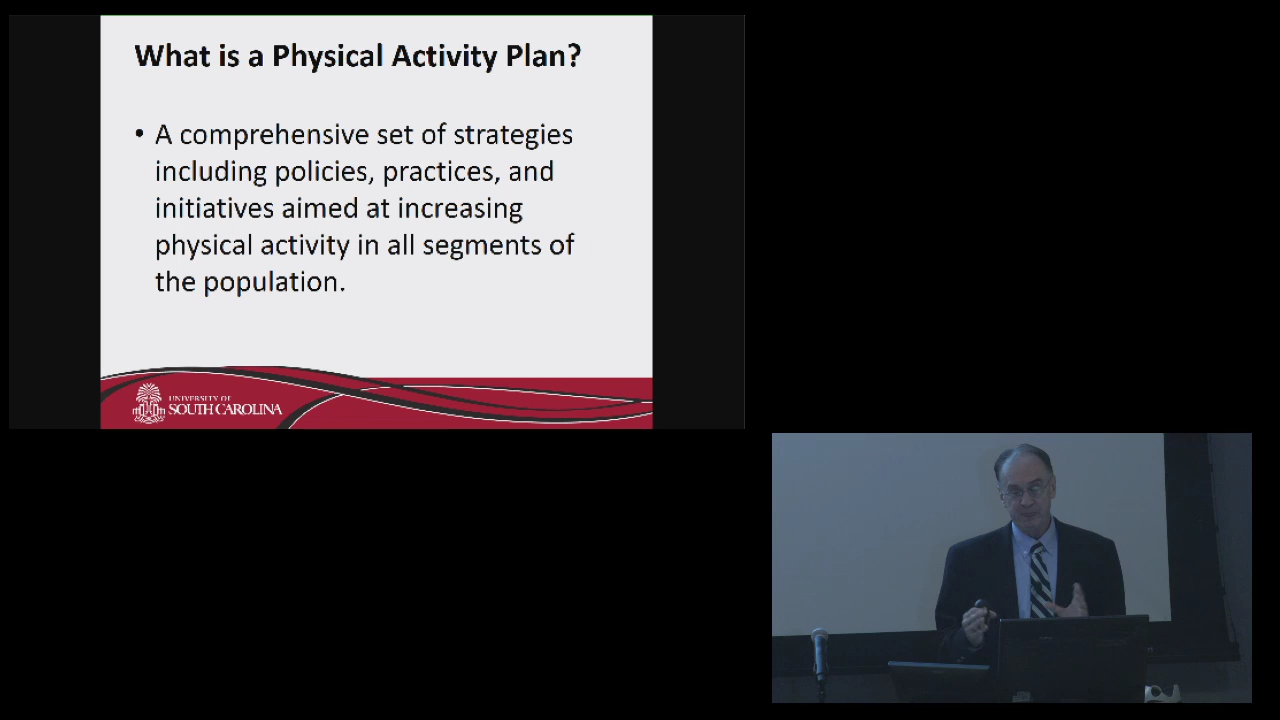 What is a Physical Activity Plan?
• A comprehensive set of strategies
including policies, practices, and
initiatives aimed at increasing
physical activity in all segments of
the population.
UNIVERSITY OF
SOUTH CAROLINA